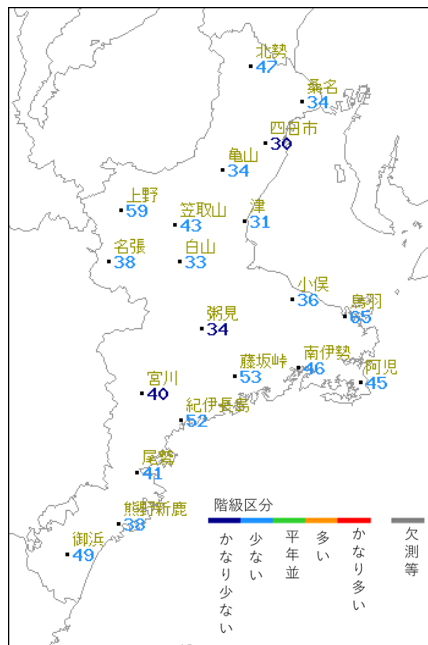 北勢
47
桑名
34
四日市
30
亀山
34
上野
59
笠取山
43
津
31
名張
38
白山
33
小俣
36
鳥羽
65
粥見
34
藤坂峠
53
南伊勢
46
阿児
45
宮川
40
紀伊長島
52
尾鷲
41
熊野新鹿
38
御浜
49
階級区分
かなり少ない
少ない
平年並
多い
かなり多い
欠測等